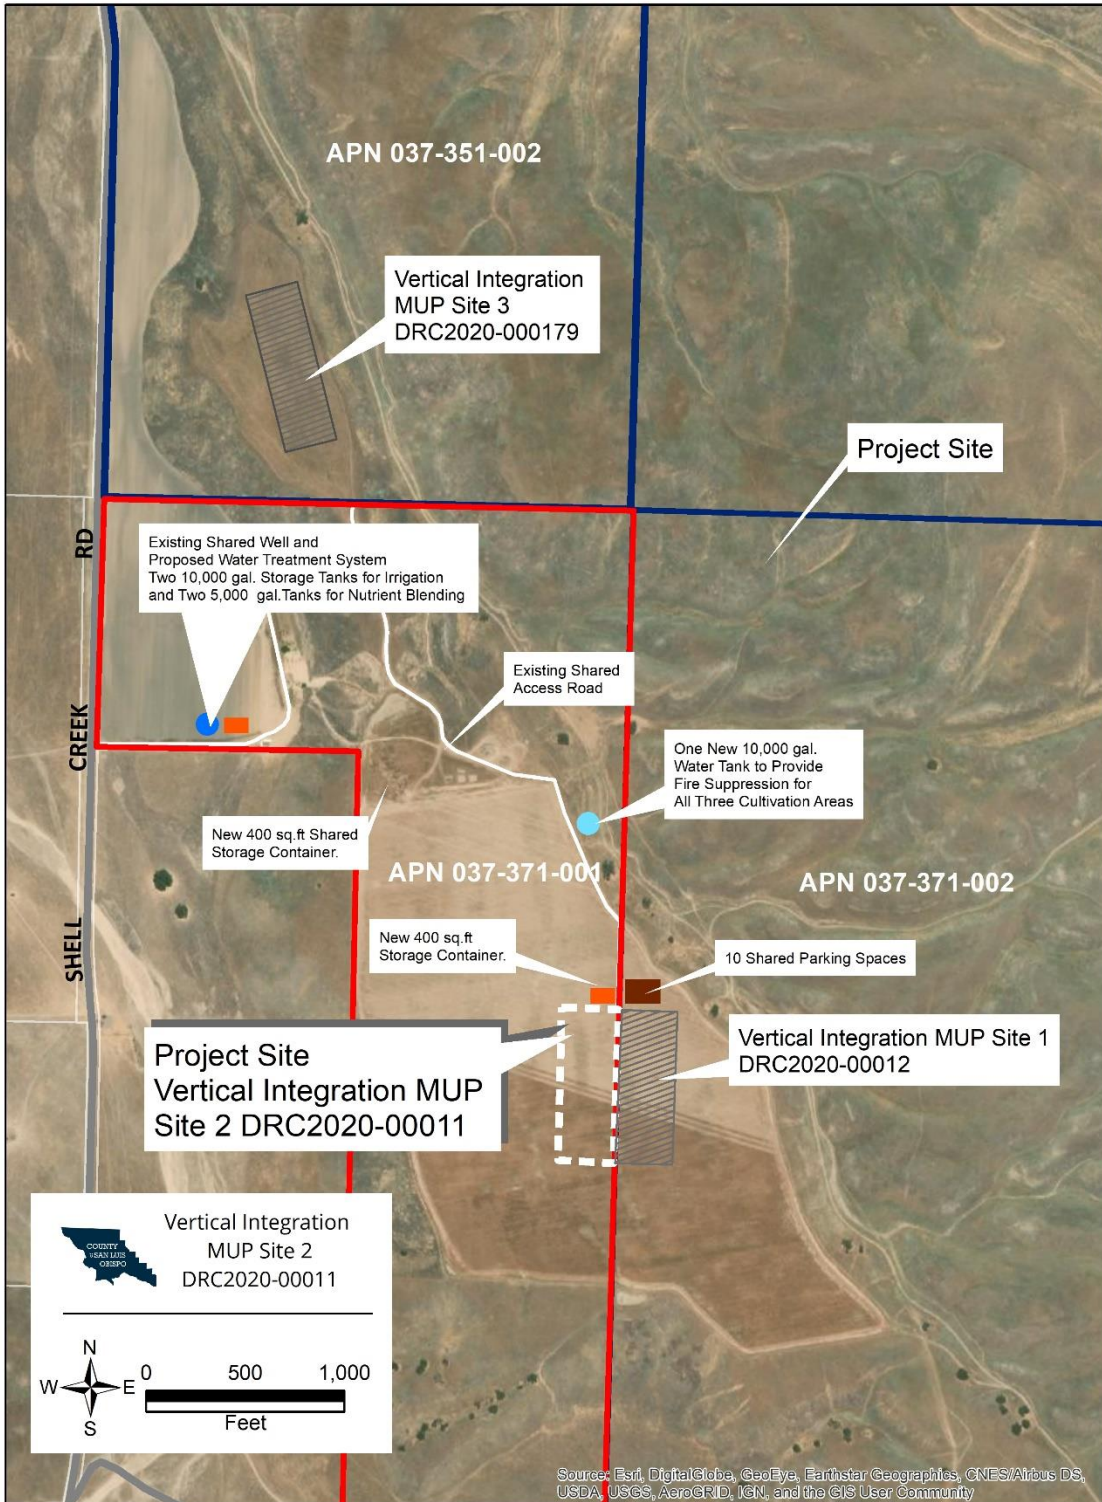 APN 037-351-002
Vertical Integration
MUP Site 3
DRC2020-000179
Project Site
RD
Existing Shared Well and
Proposed Water Treatment System
Two 10,000 gal. Storage Tanks for Irrigation
and Two 5,000 gal.Tanks for Nutrient Blending
Existing Shared
Access Road
CREEK
One New 10,000 gal.
Water Tank to Provide
Fire Suppression for
All Three Cultivation Areas
New 400 sq.ft Shared
Storage Container.
APN 037-371-001
APN 037-371-002
SHELL
New 400 sq.ft
Storage Container.
10 Shared Parking Spaces
Project Site
Vertical Integration MUP
Site 2 DRC2020-00011
Vertical Integration MUP Site 1
DRC2020-00012
COUNTY
OF SAN LUIS
OBISPO
Vertical Integration
MUP Site 2
DRC2020-00011
N
W E
S
0 500 1,000
Feet
Source: Esri, DigitalGlobe, GeoEye, Earthstar Geographics, CNES/Airbus DS,
USDA, USGS, AeroGRID, IGN, and the GIS User Community